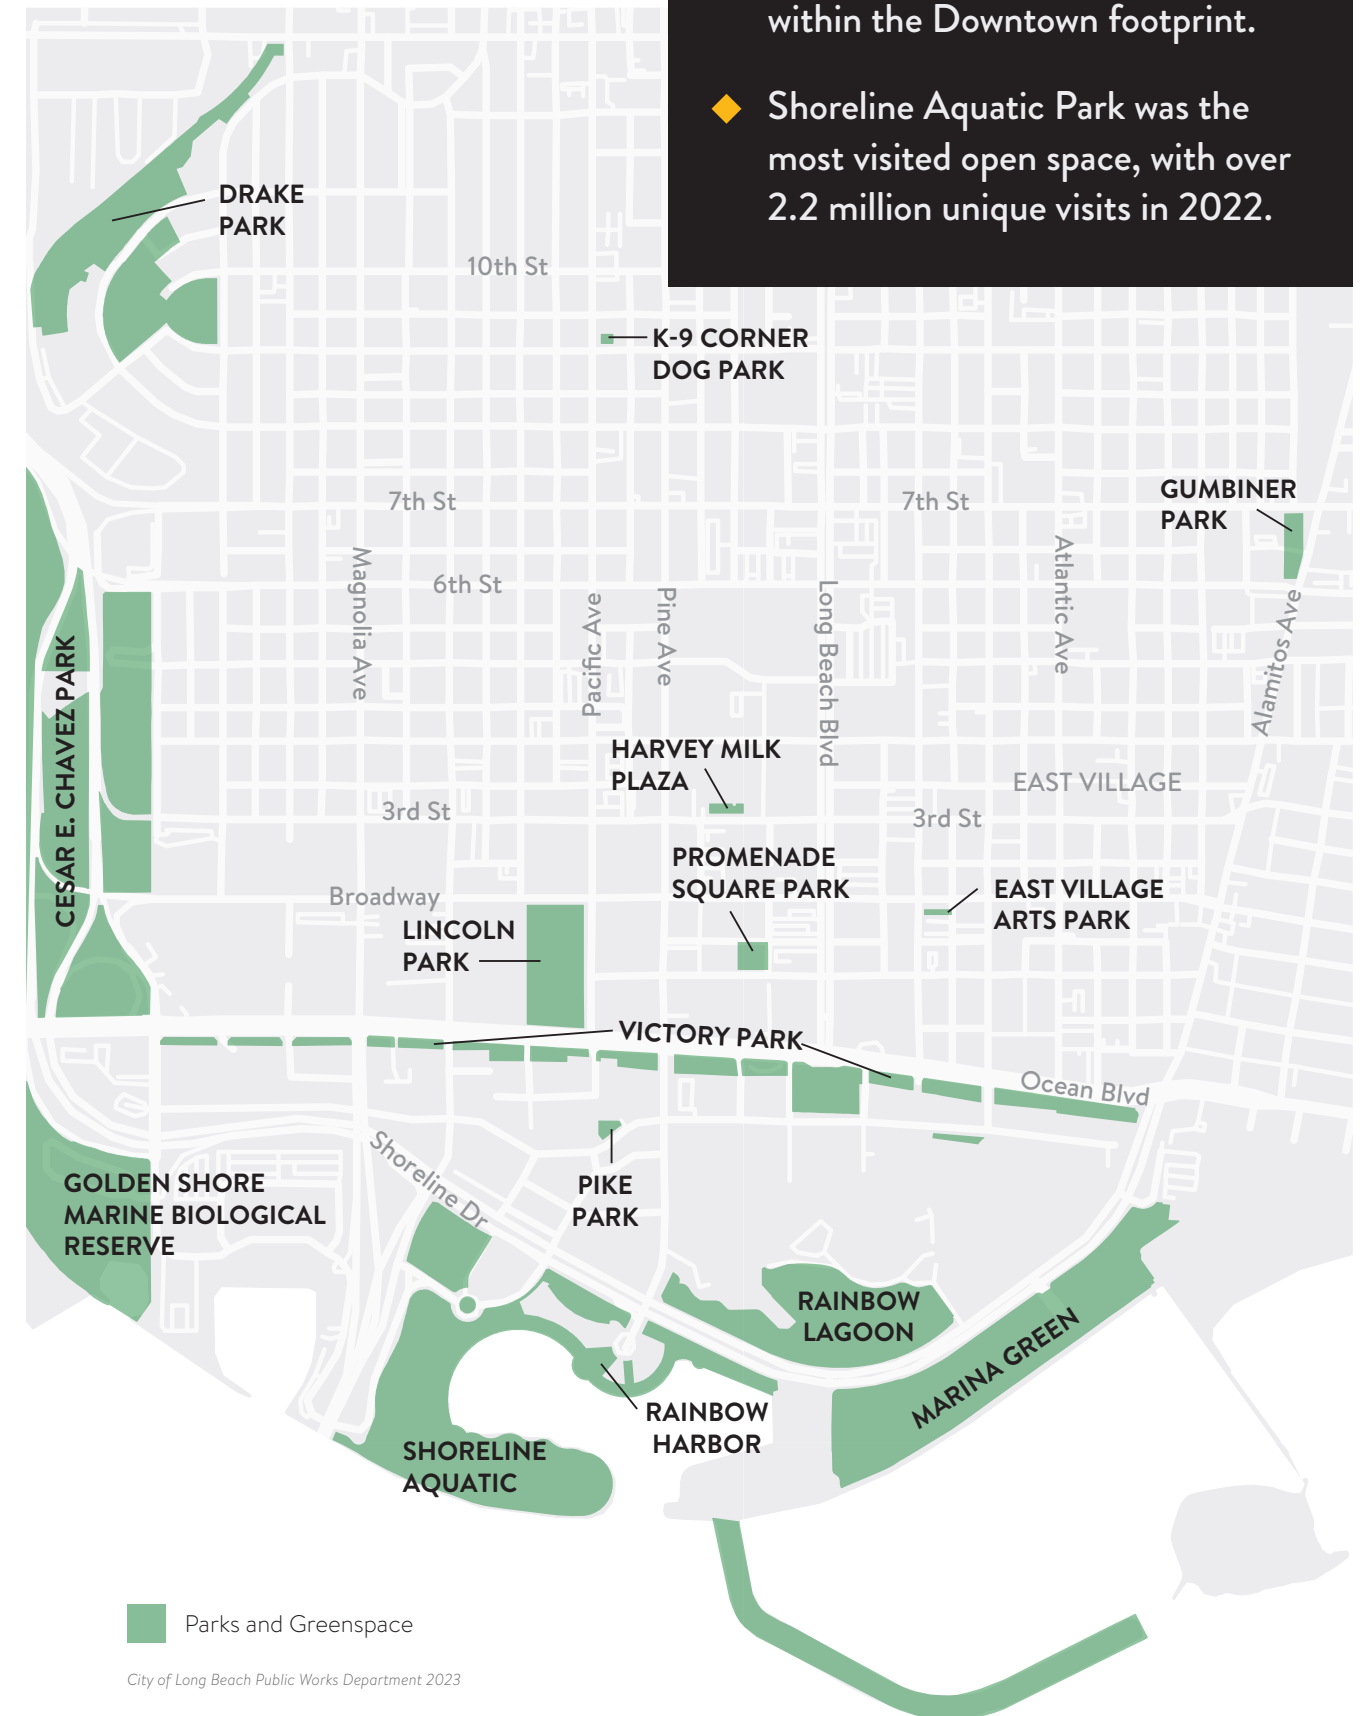 within the Downtown footprint.
Shoreline Aquatic Park was the
most visited open space, with over
2.2 million unique visits in 2022.
DRAKE
PARK
10th St
K-9 CORNER
DOG PARK
7th St
7th St
GUMBINER
PARK
Magnolia Ave
6th St
Pacific Ave
Pine Ave
Long Beach Blvd
Atlantic Ave
Alamitos Ave
CESAR E. CHAVEZ PARK
HARVEY MILK
PLAZA
EAST VILLAGE
3rd St
3rd St
PROMENADE
SQUARE PARK
Broadway
EAST VILLAGE
ARTS PARK
LINCOLN
PARK
VICTORY PARK
Ocean Blvd
Shoreline Dr
GOLDEN SHORE
MARINE BIOLOGICAL
RESERVE
PIKE
PARK
RAINBOW
LAGOON
MARINA GREEN
RAINBOW
HARBOR
SHORELINE
AQUATIC
Parks and Greenspace
City of Long Beach Public Works Department 2023